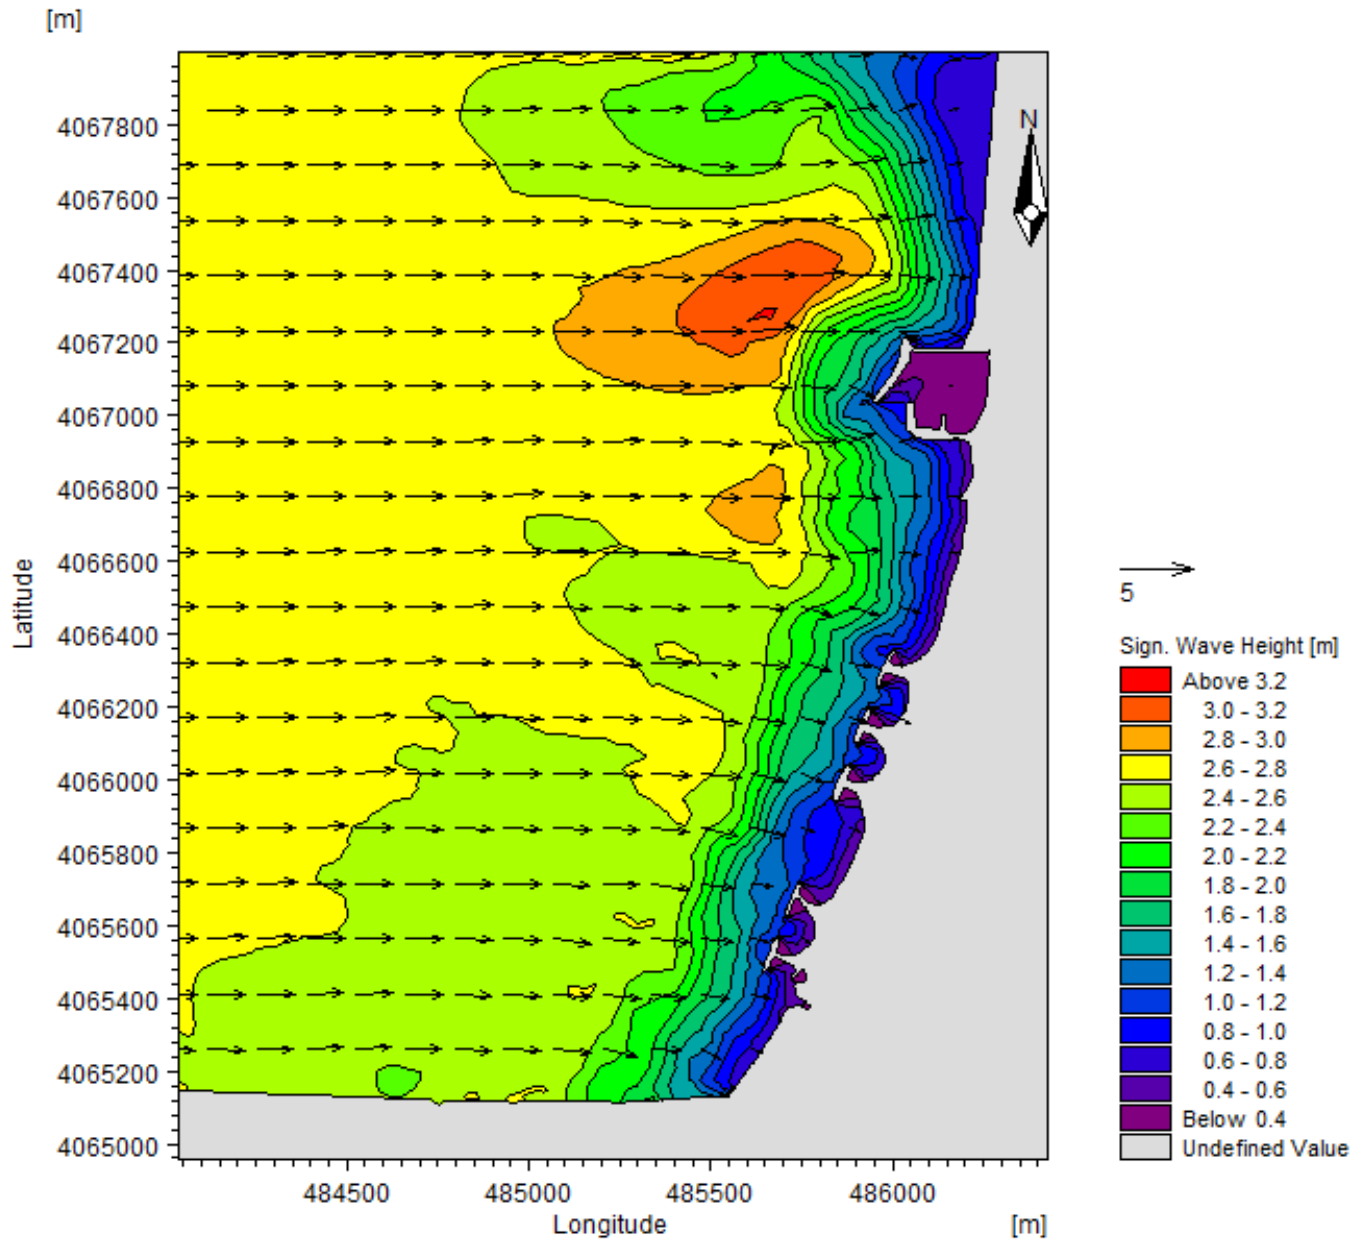 [m]
N
4067800
4067600
4067400
4067200
4067000
4066800
4066600
4066400
4066200
4066000
4065800
4065600
4065400
4065200
4065000
Latitude
484500 485000 485500 486000
Longitude [m]
5
Sign. Wave Height [m]
Above 3.2
3.0 - 3.2
2.8 - 3.0
2.6 - 2.8
2.4 - 2.6
2.2 - 2.4
2.0 - 2.2
1.8 - 2.0
1.6 - 1.8
1.4 - 1.6
1.2 - 1.4
1.0 - 1.2
0.8 - 1.0
0.6 - 0.8
0.4 - 0.6
Below 0.4
Undefined Value